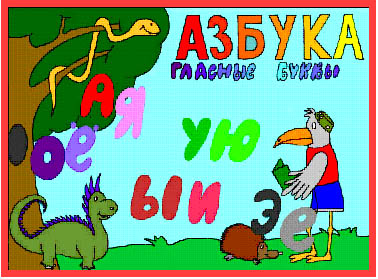 АЗБУКА
ГЛАСНЫЕ БУКВЫ
А Я
О Ё У Ю
Ы И Э Е